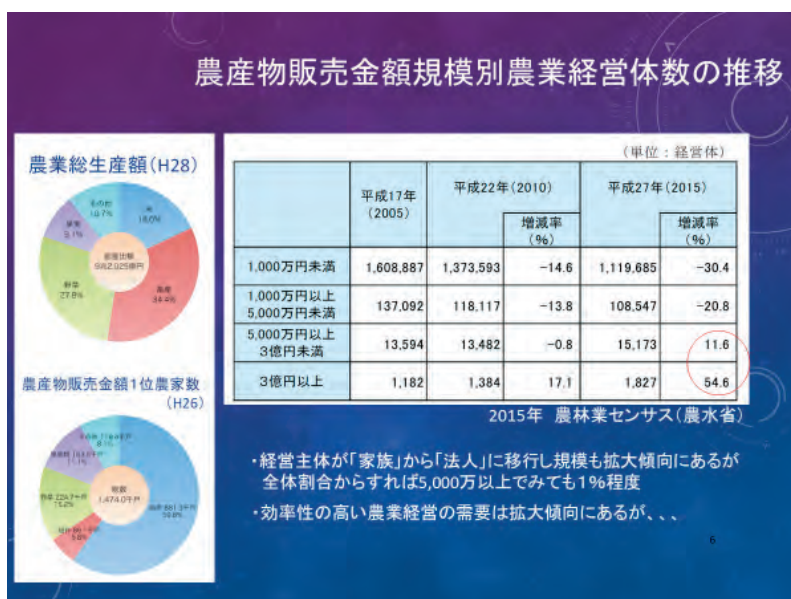 農産物販売金額規模別農業経営体数の推移
農業総生産額(H28)
その他
10.7%
米
18.0%
果実
9.1%
野菜
27.8%
畜産
34.4%
農産物販売金額1位農家数
(H26)
11.1%
15.2%
5.8%
(単位:経営体)
平成17年
(2005)
平成22年(2010)
平成27年(2015)
増減率
(%)
増減率
(%)
1,000万円未満 1,608,887 1,373,593 −14.6 1,119,685 −30.4
1,000万円以上
5,000万円未満 137,092 118,117 −13.8 108,547 −20.8
5,000万円以上
3億円未満 13,594 13,482 −0.8 15,173 11.6
3億円以上 1,182 1,384 17.1 1,827 54.6
2015年 農林業センサス(農水省)
・経営主体が「家族」から「法人」に移行し規模も拡大傾向にあるが
全体割合からすれば5,000万以上でみても1%程度
・効率性の高い農業経営の需要は拡大傾向にあるが、、、
6